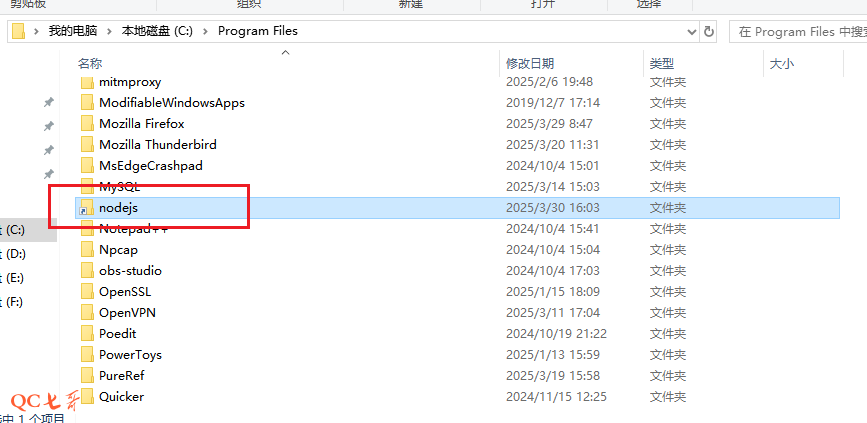 剪贴板 组织 新建 打开 选择
我的电脑 本地磁盘 (C:) Program Files
在 Program Files 中搜索
名称 修改日期 类型 大小
mitmproxy 2025/2/6 19:48 文件夹
ModifiableWindowsApps 2019/12/7 17:14 文件夹
Mozilla Firefox 2025/3/29 8:47 文件夹
Mozilla Thunderbird 2025/3/20 11:31 文件夹
MsEdgeCrashpad 2024/10/4 15:01 文件夹
MySQL 2025/3/14 15:03 文件夹
nodejs 2025/3/30 16:03 文件夹
Notepad++ 2024/10/4 15:41 文件夹
Npcap 2024/10/4 15:04 文件夹
obs-studio 2024/10/4 17:03 文件夹
OpenSSL 2025/1/15 18:09 文件夹
OpenVPN 2025/3/11 17:04 文件夹
Poedit 2024/10/19 21:22 文件夹
PowerToys 2025/1/13 15:59 文件夹
PureRef 2025/3/19 15:58 文件夹
Quicker 2024/11/15 12:25 文件夹
(C:)
(D:)
(E:)
(F:)
QC七哥
中 1 个项目